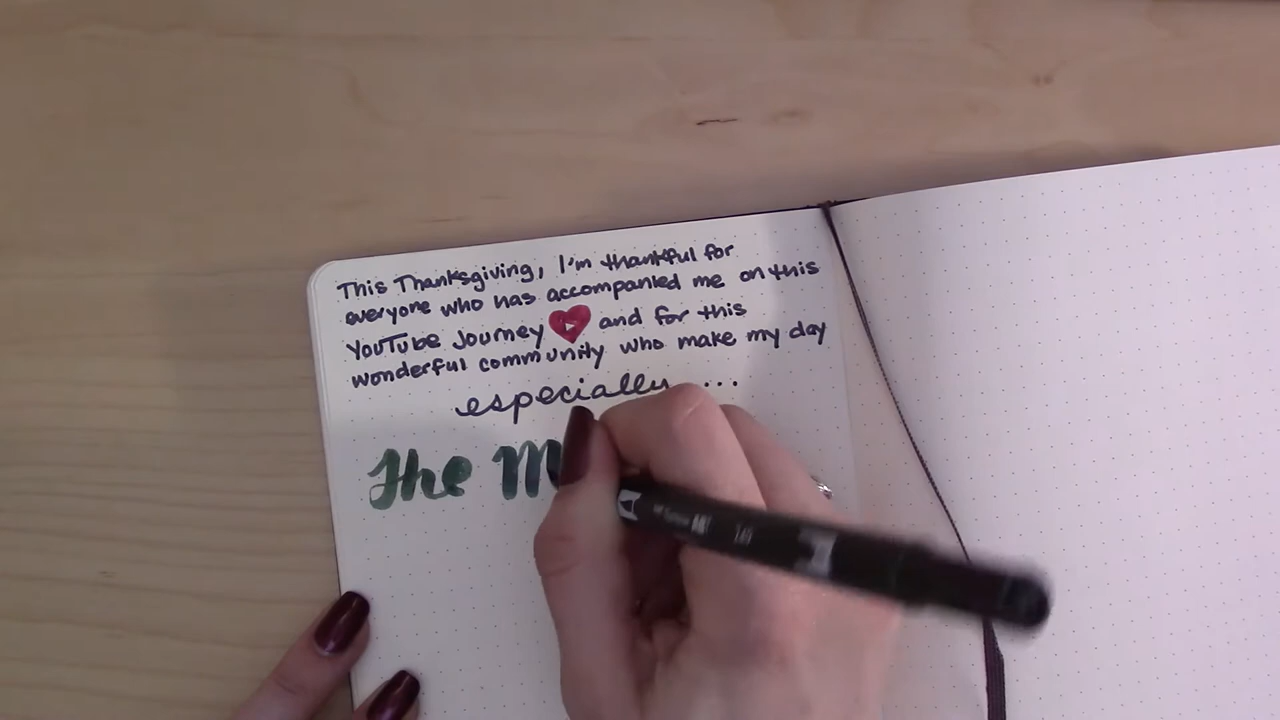 This Thanksgiving, I'm thankful for
everyone who has accompanied me on this
YouTube Journey and for this
wonderful community who make my day
especially ...
The M